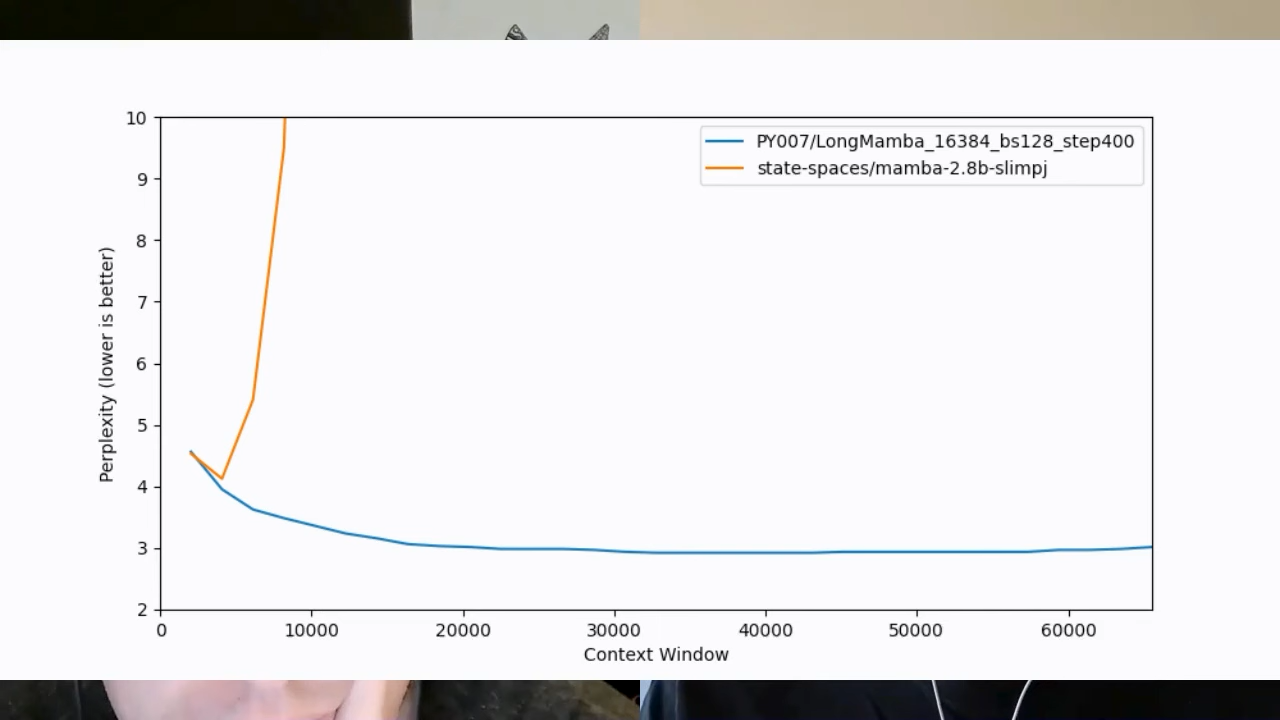 10
9
8
7
6
5
4
3
2
Perplexity (lower is better)
PY007/LongMamba_16384_bs128_step400
state-spaces/mamba-2.8b-slimpj
0 10000 20000 30000 40000 50000 60000
Context Window